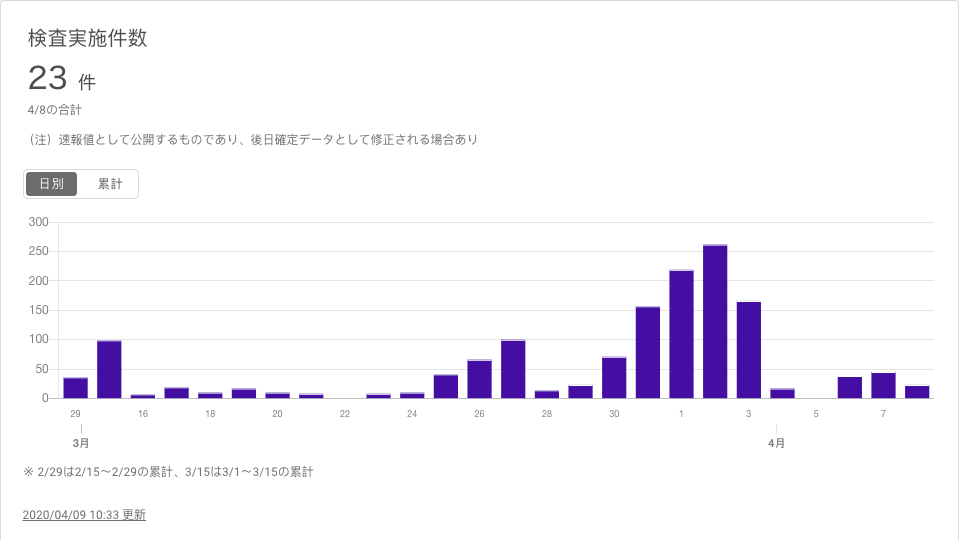 検査実施件数
23 件
4/8の合計
（注）速報値として公開するものであり、後日確定データとして修正される場合あり
日別 累計
300
250
200
150
100
50
0
29 16 18 20 22 24 26 28 30 1 3 5 7
3月 4月
※ 2/29は2/15～2/29の累計、3/15は3/1～3/15の累計
2020/04/09 10:33 更新